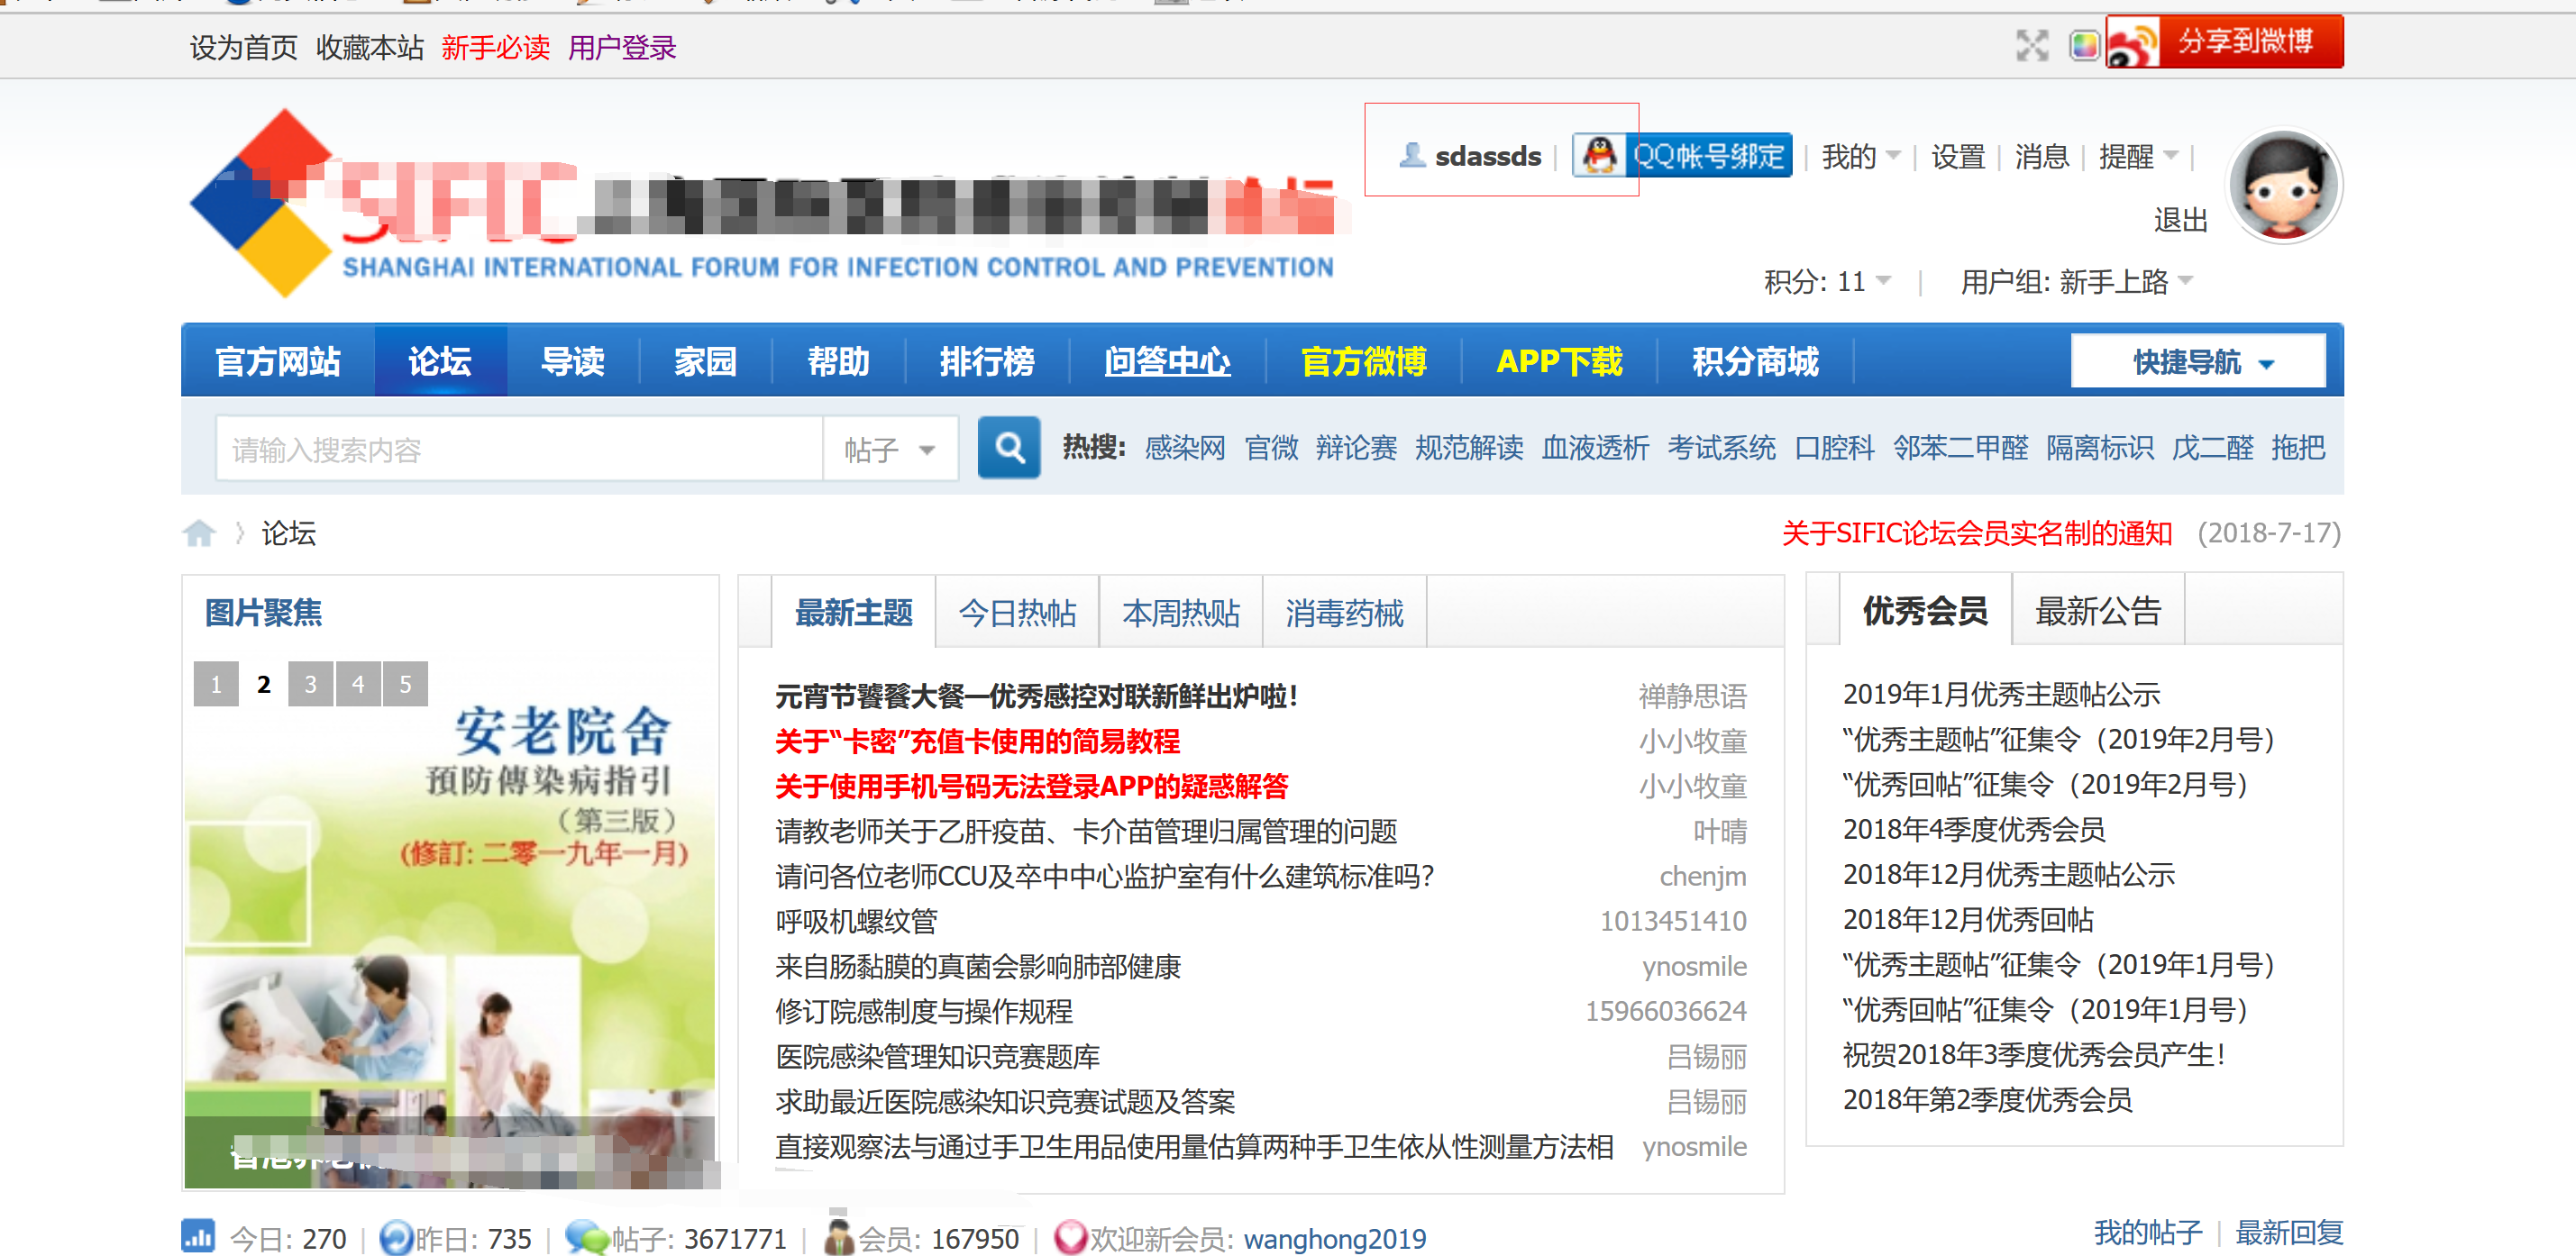 设为首页 收藏本站 新手必读 用户登录
分享到微博
sdassds | QQ帐号绑定 | 我的 | 设置 | 消息 | 提醒 |
退出
SHANGHAI INTERNATIONAL FORUM FOR INFECTION CONTROL AND PREVENTION
积分: 11 | 用户组: 新手上路
官方网站 论坛 导读 家园 帮助 排行榜 问答中心 官方微博 APP下载 积分商城 快捷导航
请输入搜索内容 帖子 热搜: 感染网 官微 辩论赛 规范解读 血液透析 考试系统 口腔科 邻苯二甲醛 隔离标识 戊二醛 拖把
论坛
关于SIFIC论坛会员实名制的通知 (2018-7-17)
图片聚焦
1 2 3 4 5
安老院舍
預防傳染病指引
（第三版）
(修訂: 二零一九年一月)
最新主题 今日热帖 本周热贴 消毒药械
元宵节饕餮大餐—优秀感控对联新鲜出炉啦！ 禅静思语
关于“卡密”充值卡使用的简易教程 小小牧童
关于使用手机号码无法登录APP的疑惑解答 小小牧童
请教老师关于乙肝疫苗、卡介苗管理归属管理的问题 叶晴
请问各位老师CCU及卒中中心监护室有什么建筑标准吗？ chenjm
呼吸机螺纹管 1013451410
来自肠黏膜的真菌会影响肺部健康 ynosmile
修订院感制度与操作规程 15966036624
医院感染管理知识竞赛题库 吕锡丽
求助最近医院感染知识竞赛试题及答案 吕锡丽
直接观察法与通过手卫生用品使用量估算两种手卫生依从性测量方法相 ynosmile
优秀会员 最新公告
2019年1月优秀主题帖公示
“优秀主题帖”征集令（2019年2月号）
“优秀回帖”征集令（2019年2月号）
2018年4季度优秀会员
2018年12月优秀主题帖公示
2018年12月优秀回帖
“优秀主题帖”征集令（2019年1月号）
“优秀回帖”征集令（2019年1月号）
祝贺2018年3季度优秀会员产生！
2018年第2季度优秀会员
今日: 270 | 昨日: 735 | 帖子: 3671771 | 会员: 167950 | 欢迎新会员: wanghong2019
我的帖子 | 最新回复